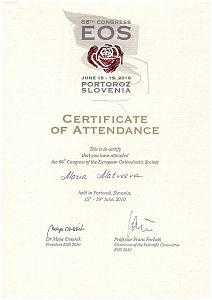 86TH CONGRESS
EOS
JUNE 15 - 19, 2010
PORTOROŽ
SLOVENIA
CERTIFICATE
OF ATTENDANCE
This is to certify
that you have attended
the 86th Congress of the European Orthodontic Society
Maria Matveeva
held in Portorož, Slovenia,
15th - 19th June, 2010
Dr Maja Ovsenik
President EOS 2010
Professor Franc Farčnik
Chairman of the Scientific Committee
EOS 2010